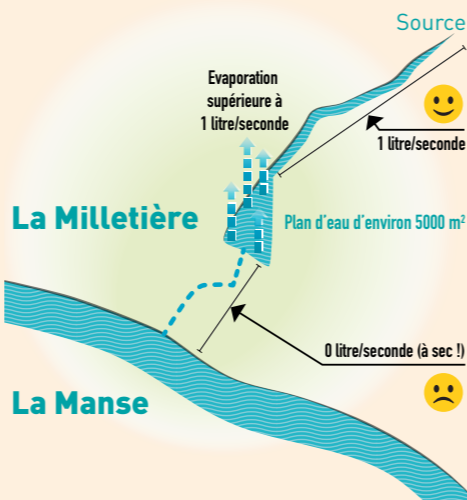 Source
Evaporation
supérieure à
1 litre/seconde
1 litre/seconde
La Milletière
Plan d'eau d'environ 5000 m²
0 litre/seconde (à sec !)
La Manse